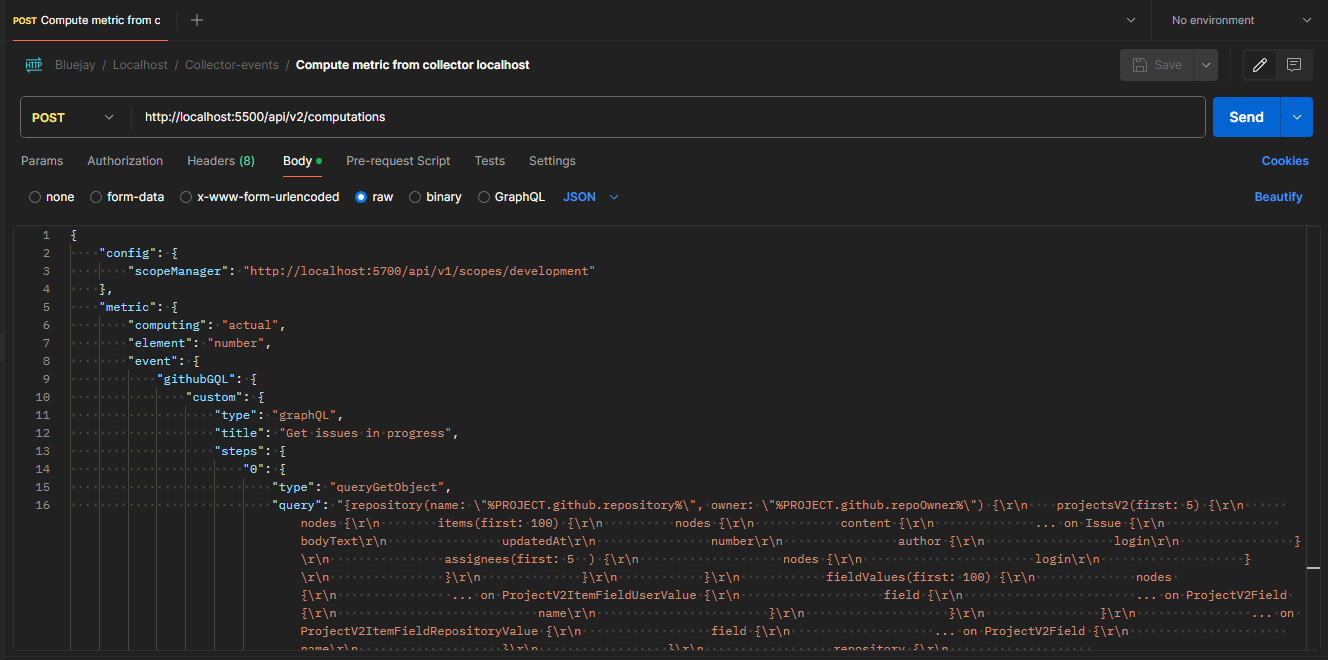 POST Compute metric from c
No environment
HTTP Bluejay / Localhost / Collector-events / Compute metric from collector localhost
Save
POST http://localhost:5500/api/v2/computations
Send
Params Authorization Headers (8) Body Pre-request Script Tests Settings Cookies
none form-data x-www-form-urlencoded raw binary GraphQL JSON Beautify
1 {
2 "config": {
3 "scopeManager": "http://localhost:5700/api/v1/scopes/development"
4 },
5 "metric": {
6 "computing": "actual",
7 "element": "number",
8 "event": {
9 "githubGQL": {
10 "custom": {
11 "type": "graphQL",
12 "title": "Get issues in progress",
13 "steps": {
14 "0": {
15 "type": "queryGetObject",
16 "query": "{repository(name: \"%PROJECT.github.repository%\", owner: \"%PROJECT.github.repoOwner%\") {\r\n projectsV2(first: 5) {\r\n
nodes {\r\n items(first: 100) {\r\n nodes {\r\n content {\r\n ... on Issue {\r\n
bodyText\r\n updatedAt\r\n number\r\n author {\r\n login\r\n }
\r\n assignees(first: 5 ) {\r\n nodes {\r\n login\r\n }
\r\n }\r\n }\r\n }\r\n fieldValues(first: 100) {\r\n nodes
{\r\n ... on ProjectV2ItemFieldUserValue {\r\n field {\r\n ... on ProjectV2Field
{\r\n name\r\n }\r\n }\r\n }\r\n ... on
ProjectV2ItemFieldRepositoryValue {\r\n field {\r\n ... on ProjectV2Field {\r\n
name\r\n }\r\n }\r\n repository {\r\n